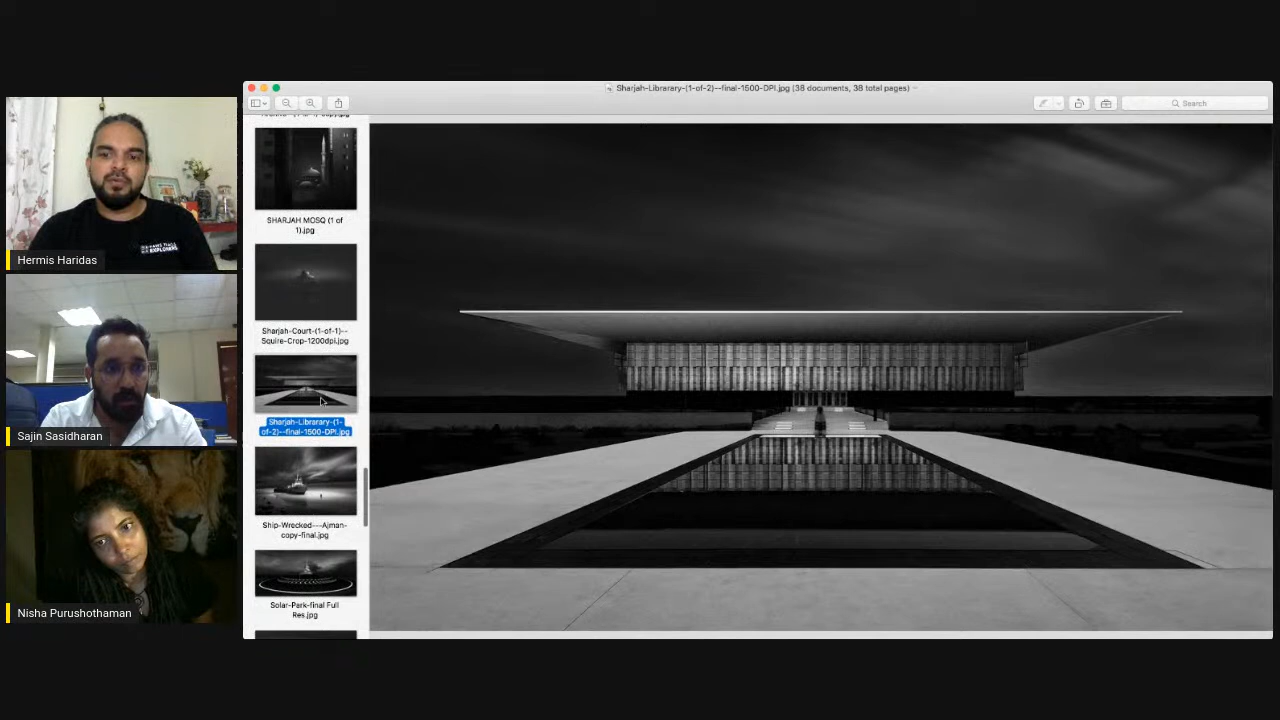 Hermis Haridas
Sajin Sasidharan
Nisha Purushothaman
Sharjah-Librarary-(1-of-2)--final-1500-DPI.jpg (38 documents, 38 total pages)
Search
SHARJAH MOSQ (1 of
1).jpg
Sharjah-Court-(1-of-1)--
Squire-Crop-1200dpi.jpg
Sharjah-Librarary-(1-
of-2)--final-1500-DPI.jpg
Ship-Wrecked---Ajman-
copy-final.jpg
Solar-Park-final Full
Res.jpg
EXPLORERS